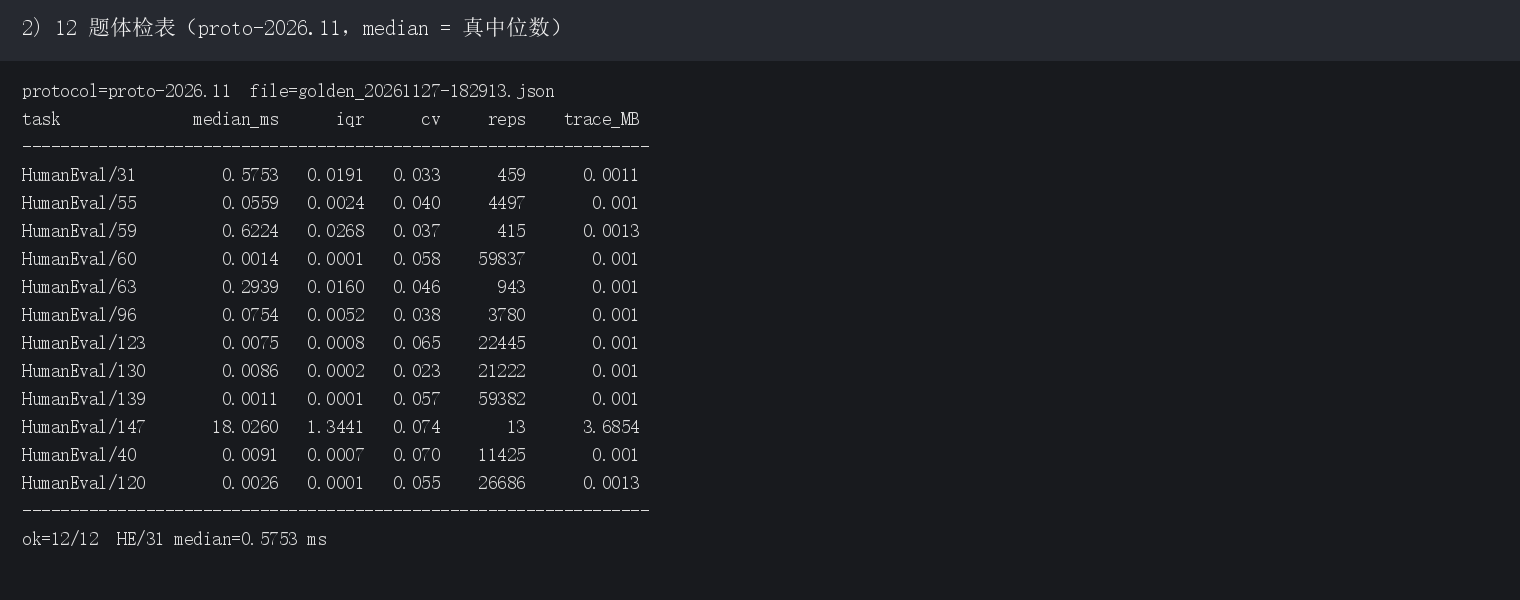 2) 12 题体检表（proto-2026.11，median = 真中位数）
protocol=proto-2026.11  file=golden_20261127-182913.json
task              median_ms      iqr      cv     reps    trace_MB
------------------------------------------------------------------
HumanEval/31         0.5753   0.0191   0.033      459      0.0011
HumanEval/55         0.0559   0.0024   0.040     4497       0.001
HumanEval/59         0.6224   0.0268   0.037      415      0.0013
HumanEval/60         0.0014   0.0001   0.058    59837       0.001
HumanEval/63         0.2939   0.0160   0.046      943       0.001
HumanEval/96         0.0754   0.0052   0.038     3780       0.001
HumanEval/123        0.0075   0.0008   0.065    22445       0.001
HumanEval/130        0.0086   0.0002   0.023    21222       0.001
HumanEval/139        0.0011   0.0001   0.057    59382       0.001
HumanEval/147       18.0260   1.3441   0.074       13      3.6854
HumanEval/40         0.0091   0.0007   0.070    11425       0.001
HumanEval/120        0.0026   0.0001   0.055    26686      0.0013
------------------------------------------------------------------
ok=12/12  HE/31 median=0.5753 ms